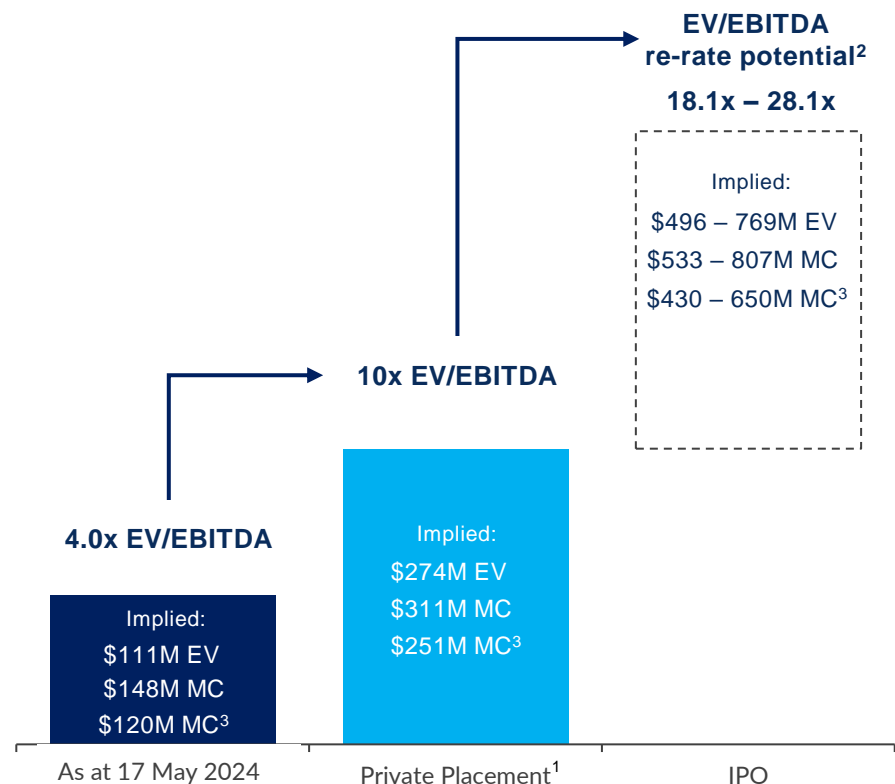 EV/EBITDA
re-rate potential²
18.1x – 28.1x
Implied:
$496 – 769M EV
$533 – 807M MC
$430 – 650M MC³
10x EV/EBITDA
Implied:
$274M EV
$311M MC
$251M MC³
4.0x EV/EBITDA
Implied:
$111M EV
$148M MC
$120M MC³
As at 17 May 2024
Private Placement¹
IPO